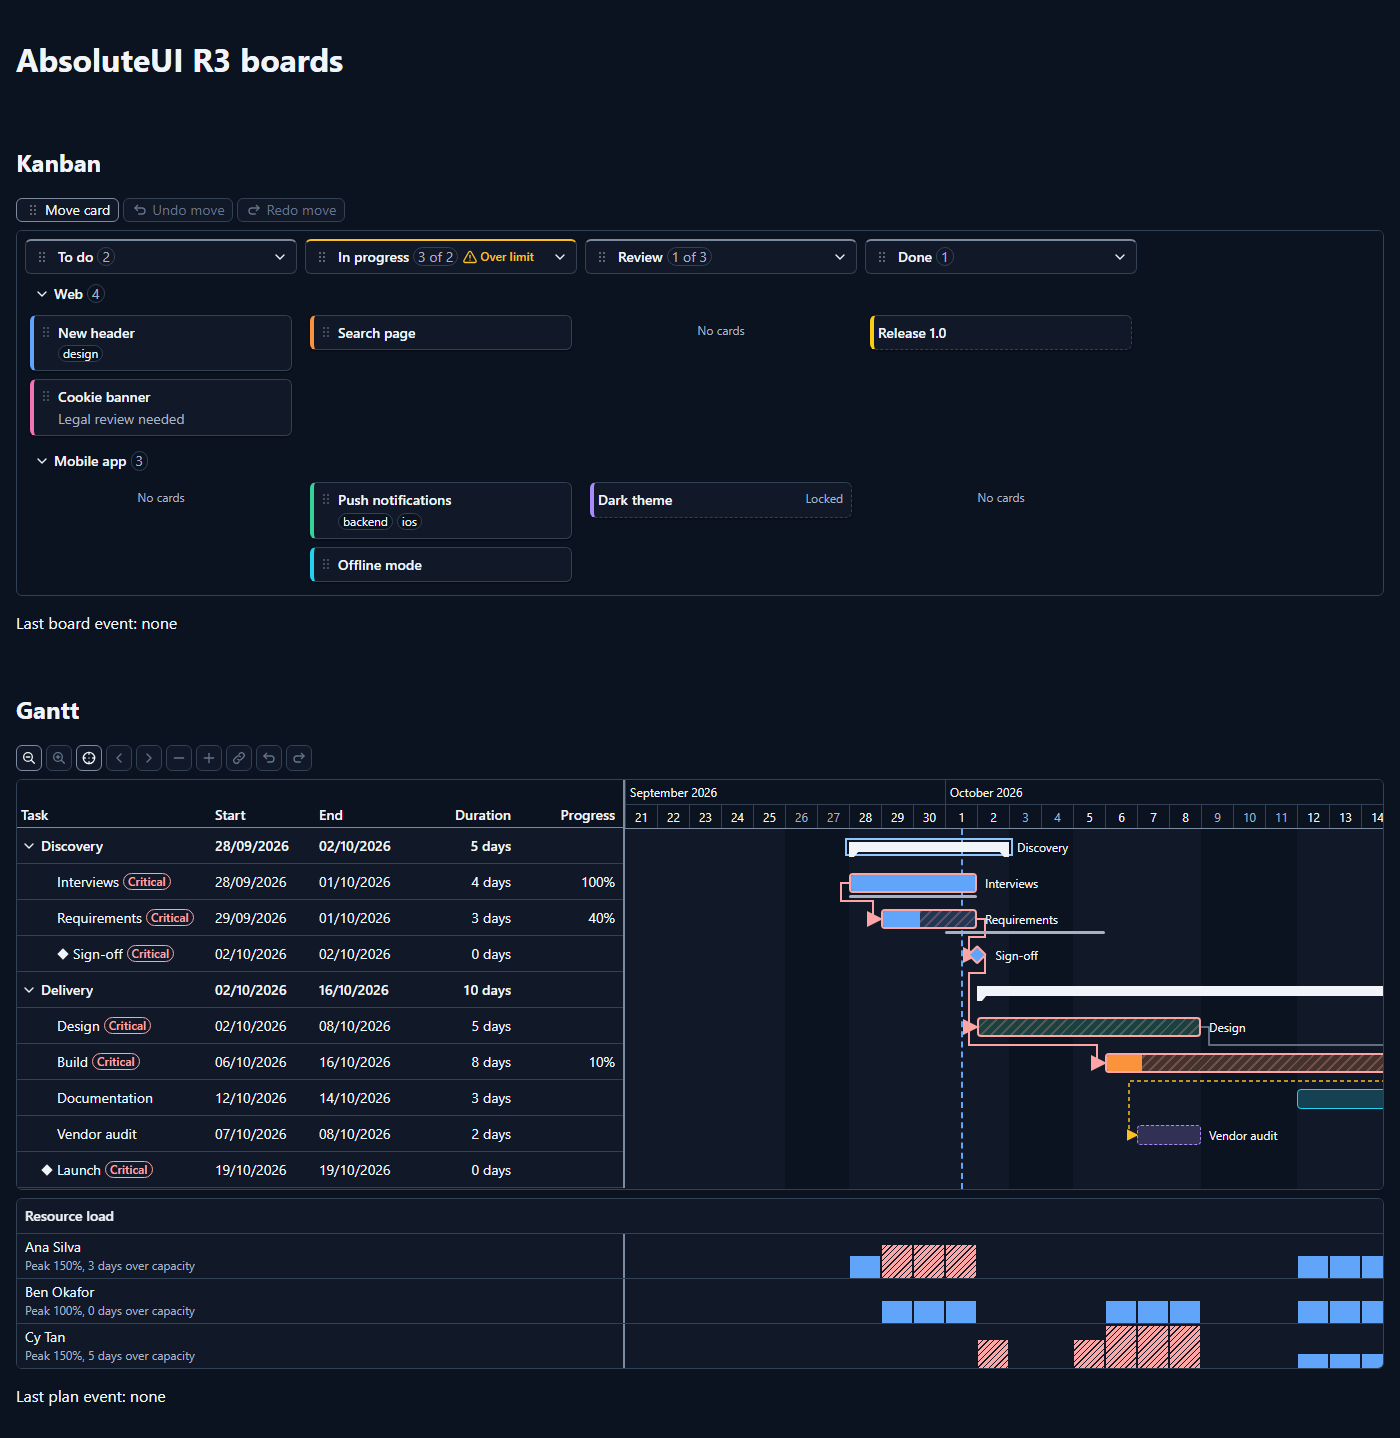 AbsoluteUI R3 boards
Kanban
Move card Undo move Redo move
To do 2 In progress 3 of 2 Over limit Review 1 of 3 Done 1
Web 4
New header Search page No cards Release 1.0
design
Cookie banner
Legal review needed
Mobile app 3
No cards Push notifications Dark theme Locked No cards
backend ios
Offline mode
Last board event: none
Gantt
September 2026 October 2026
Task Start End Duration Progress 21 22 23 24 25 26 27 28 29 30 1 2 3 4 5 6 7 8 9 10 11 12 13 14
Discovery 28/09/2026 02/10/2026 5 days Discovery
Interviews Critical 28/09/2026 01/10/2026 4 days 100% Interviews
Requirements Critical 29/09/2026 01/10/2026 3 days 40% Requirements
Sign-off Critical 02/10/2026 02/10/2026 0 days Sign-off
Delivery 02/10/2026 16/10/2026 10 days
Design Critical 02/10/2026 08/10/2026 5 days Design
Build Critical 06/10/2026 16/10/2026 8 days 10%
Documentation 12/10/2026 14/10/2026 3 days
Vendor audit 07/10/2026 08/10/2026 2 days Vendor audit
Launch Critical 19/10/2026 19/10/2026 0 days
Resource load
Ana Silva
Peak 150%, 3 days over capacity
Ben Okafor
Peak 100%, 0 days over capacity
Cy Tan
Peak 150%, 5 days over capacity
Last plan event: none